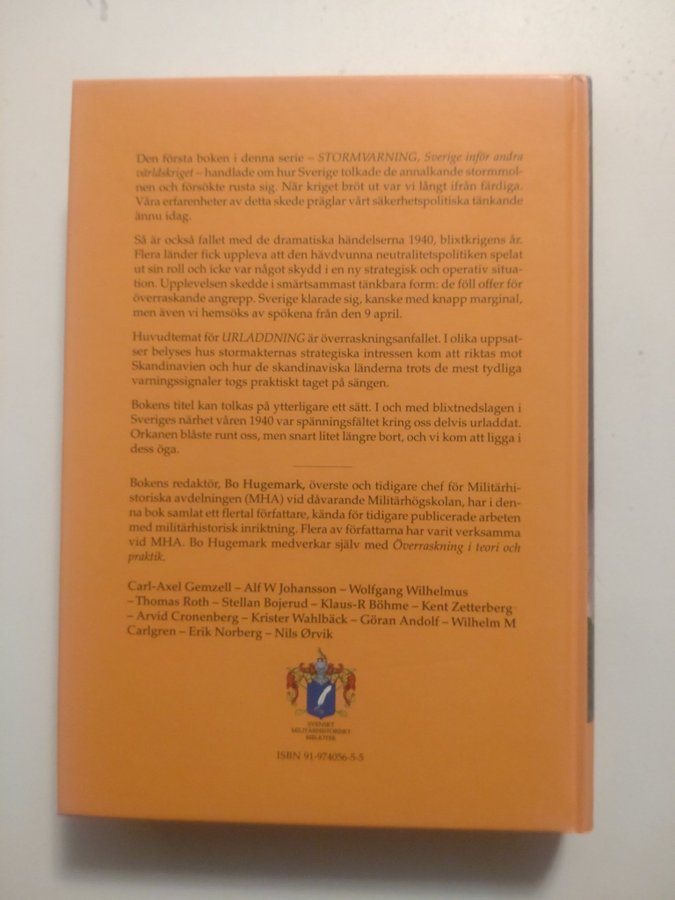 Den första boken i denna serie – STORMVARNING, Sverige inför andra
världskriget – handlade om hur Sverige tolkade de annalkande stormmol-
nen och försökte rusta sig. När kriget bröt ut var vi långt ifrån färdiga.
Våra erfarenheter av detta skede präglar vårt säkerhetspolitiska tänkande
ännu idag.
Så är också fallet med de dramatiska händelserna 1940, blixtkrigens år.
Flera länder fick uppleva att den hävdvunna neutralitetspolitiken spelat
ut sin roll och icke var något skydd i en ny strategisk och operativ situa-
tion. Upplevelsen skedde i smärtsammast tänkbara form: de föll offer för
överraskande angrepp. Sverige klarade sig, kanske med knapp marginal,
men även vi hemsöks av spökena från den 9 april.
Huvudtemat för URLADDNING är överraskningsanfallet. I olika uppsat-
ser belyses hus stormakternas strategiska intressen kom att riktas mot
Skandinavien och hur de skandinaviska länderna trots de mest tydliga
varningssignaler togs praktiskt taget på sängen.
Bokens titel kan tolkas på ytterligare ett sätt. I och med blixtnedslagen i
Sveriges närhet våren 1940 var spänningsfältet kring oss delvis urladdat.
Orkanen blåste runt oss, men snart litet längre bort, och vi kom att ligga i
dess öga.
Bokens redaktör, Bo Hugemark, överste och tidigare chef för Militärhi-
storiska avdelningen (MHA) vid dåvarande Militärhögskolan, har i den-
na bok samlat ett flertal författare, kända för tidigare publicerade arbeten
med militärhistorisk inriktning. Flera av författarna har varit verksamma
vid MHA. Bo Hugemark medverkar själv med Överraskning i teori och
praktik.
Carl-Axel Gemzell – Alf W Johansson – Wolfgang Wilhelmus
– Thomas Roth – Stellan Bojerud – Klaus-R Böhme – Kent Zetterberg
– Arvid Cronenberg – Krister Wahlbäck – Göran Andolf – Wilhelm M
Carlgren – Erik Norberg – Nils Ørvik
SVENSKT
MILITÄRHISTORISKT
BIBLIOTEK
ISBN 91-974056-5-5